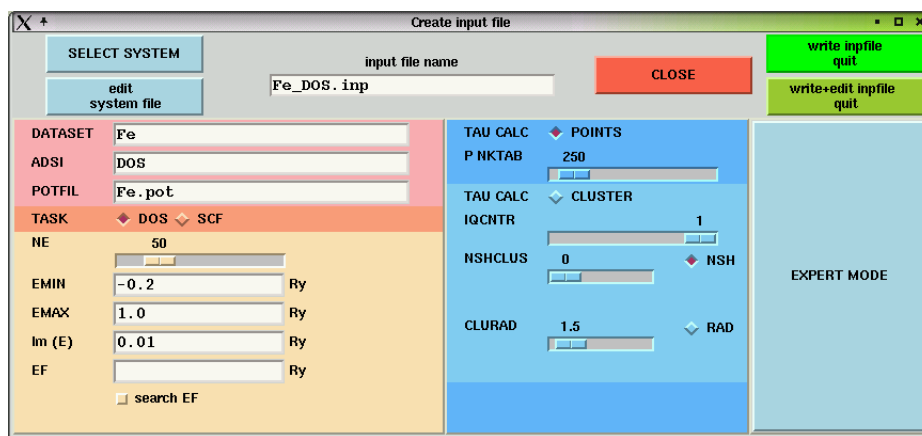 Create input file
SELECT SYSTEM
input file name
write inpfile
quit
CLOSE
edit
system file
Fe_DOS.inp
write+edit inpfile
quit
DATASET Fe
ADSI DOS
POTFIL Fe.pot
TASK DOS SCF
NE 50
EMIN -0.2 Ry
EMAX 1.0 Ry
Im (E) 0.01 Ry
EF Ry
search EF
TAU CALC POINTS
P NKTAB 250
TAU CALC CLUSTER
IQCNTR 1
NSHCLUS 0 NSH
CLURAD 1.5 RAD
EXPERT MODE